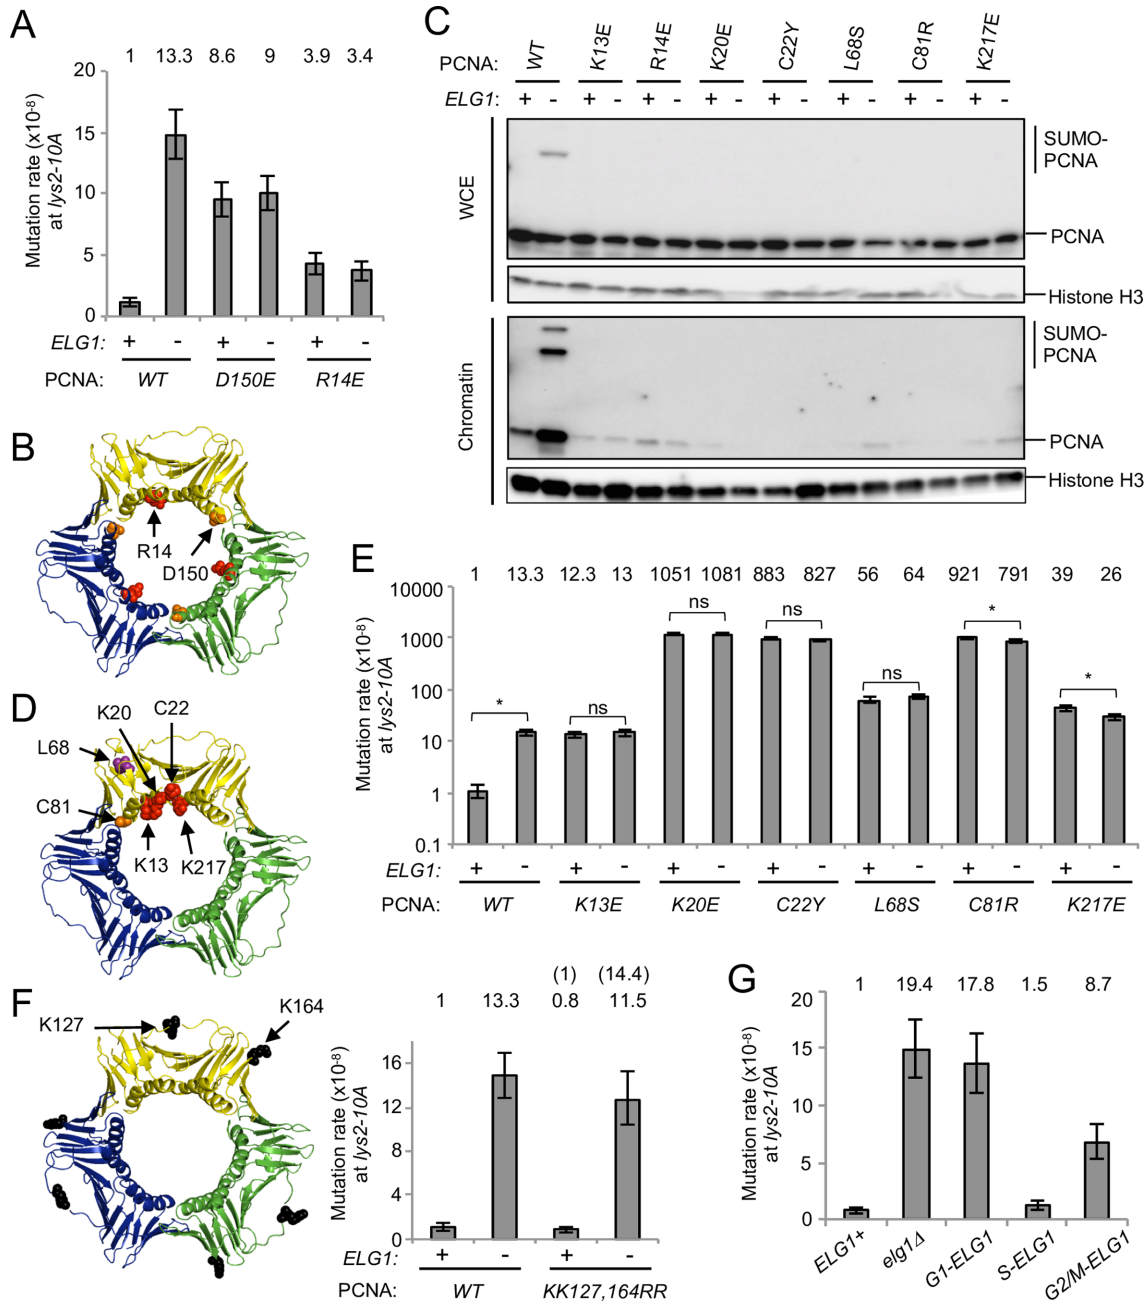 A
1 13.3 8.6 9 3.9 3.4
Mutation rate (x10-8)
at lys2-10A
20
15
10
5
0
ELG1: + - + - + -
PCNA: WT D150E R14E
B
R14
D150
C
PCNA: WT K13E R14E K20E C22Y L68S C81R K217E
ELG1: + - + - + - + - + - + - + - + -
WCE
SUMO-
PCNA
PCNA
Histone H3
Chromatin
SUMO-
PCNA
PCNA
Histone H3
D
K20
C22
L68
C81
K13
K217
E
1 13.3 12.3 13 1051 1081 883 827 56 64 921 791 39 26
Mutation rate (x10-8)
at lys2-10A
10000
1000
100
10
1
0.1
* ns ns ns ns * *
ELG1: + - + - + - + - + - + - + -
PCNA: WT K13E K20E C22Y L68S C81R K217E
F
K127
K164
(1) (14.4)
1 13.3 0.8 11.5
Mutation rate (x10-8)
at lys2-10A
16
12
8
4
0
ELG1: + - + -
PCNA: WT KK127,164RR
G
1 19.4 17.8 1.5 8.7
Mutation rate (x10-8)
at lys2-10A
20
15
10
5
0
ELG1+ elg1Δ G1-ELG1 S-ELG1 G2/M-ELG1